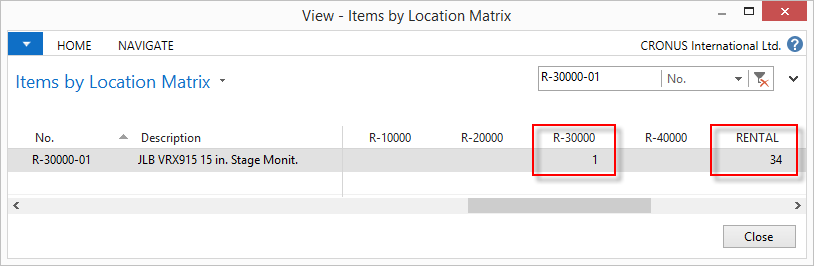 View - Items by Location Matrix
HOME NAVIGATE CRONUS International Ltd. ?
Items by Location Matrix R-30000-01 No.
No. Description R-10000 R-20000 R-30000 R-40000 RENTAL
R-30000-01 JLB VRX915 15 in. Stage Monit. 1 34
Close